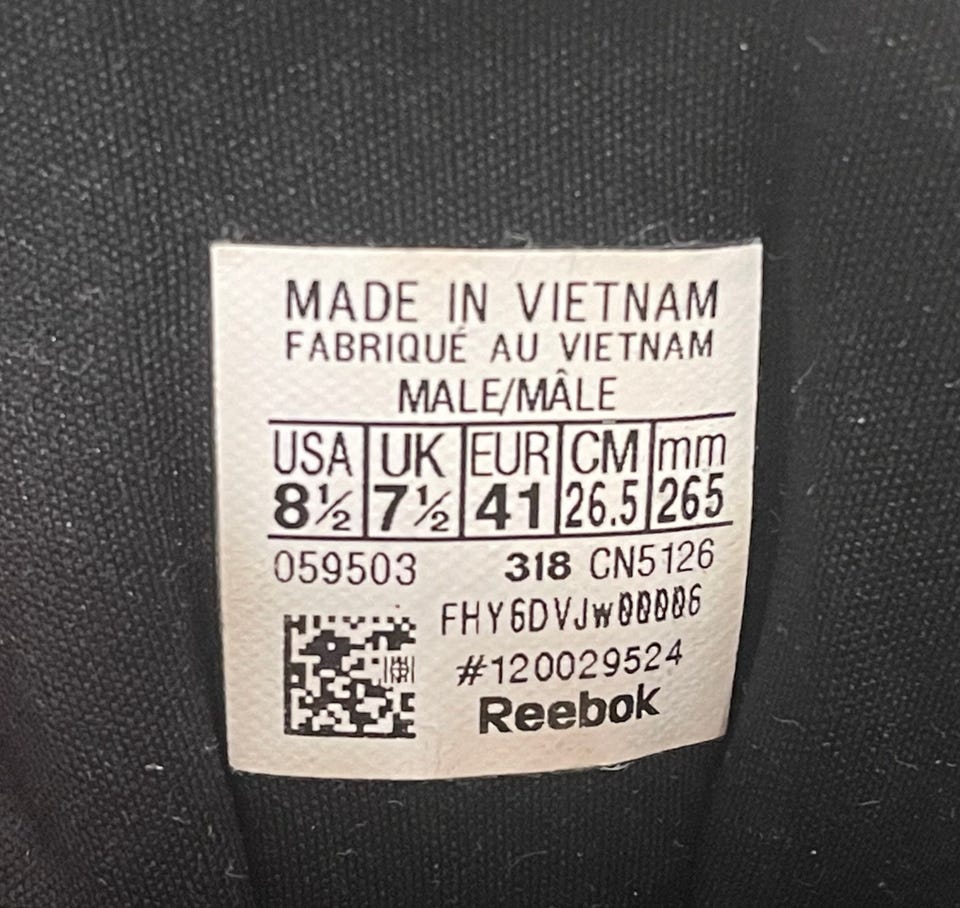 MADE IN VIETNAM
FABRIQUÉ AU VIETNAM
MALE/MÂLE
USA UK EUR CM mm
8½ 7½ 41 26.5 265
059503 318 CN5126
FHY6DVJw00006
#120029524
Reebok